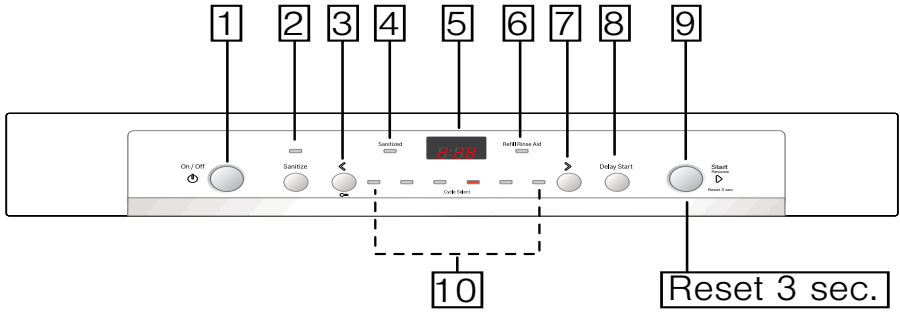 1 2 3 4 5 6 7 8 9
Sanitized
Refill Rinse Aid
On / Off
Sanitize
Delay Start
Start
Resume
Reset 3 sec.
Cycle Select
10
Reset 3 sec.